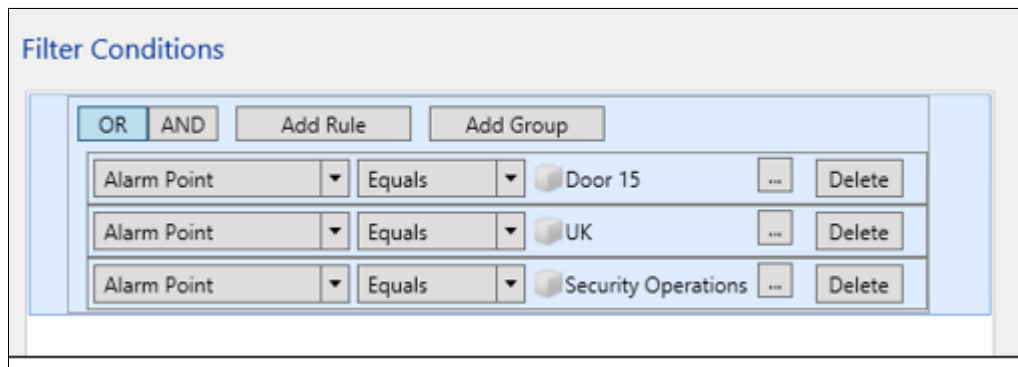 Filter Conditions
OR AND Add Rule Add Group
Alarm Point Equals Door 15 ... Delete
Alarm Point Equals UK ... Delete
Alarm Point Equals Security Operations ... Delete